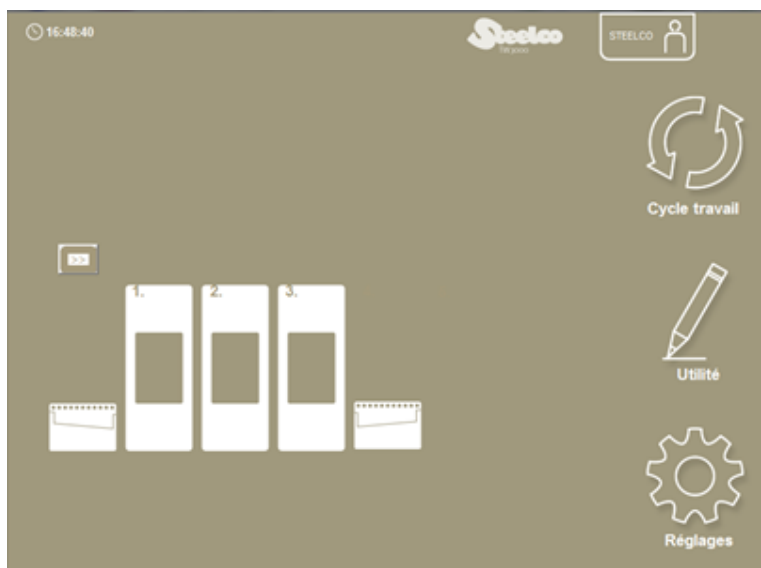 16:48:40
Steelco
STEELCO
Cycle travail
>>
1. 2. 3.
Utilité
Réglages